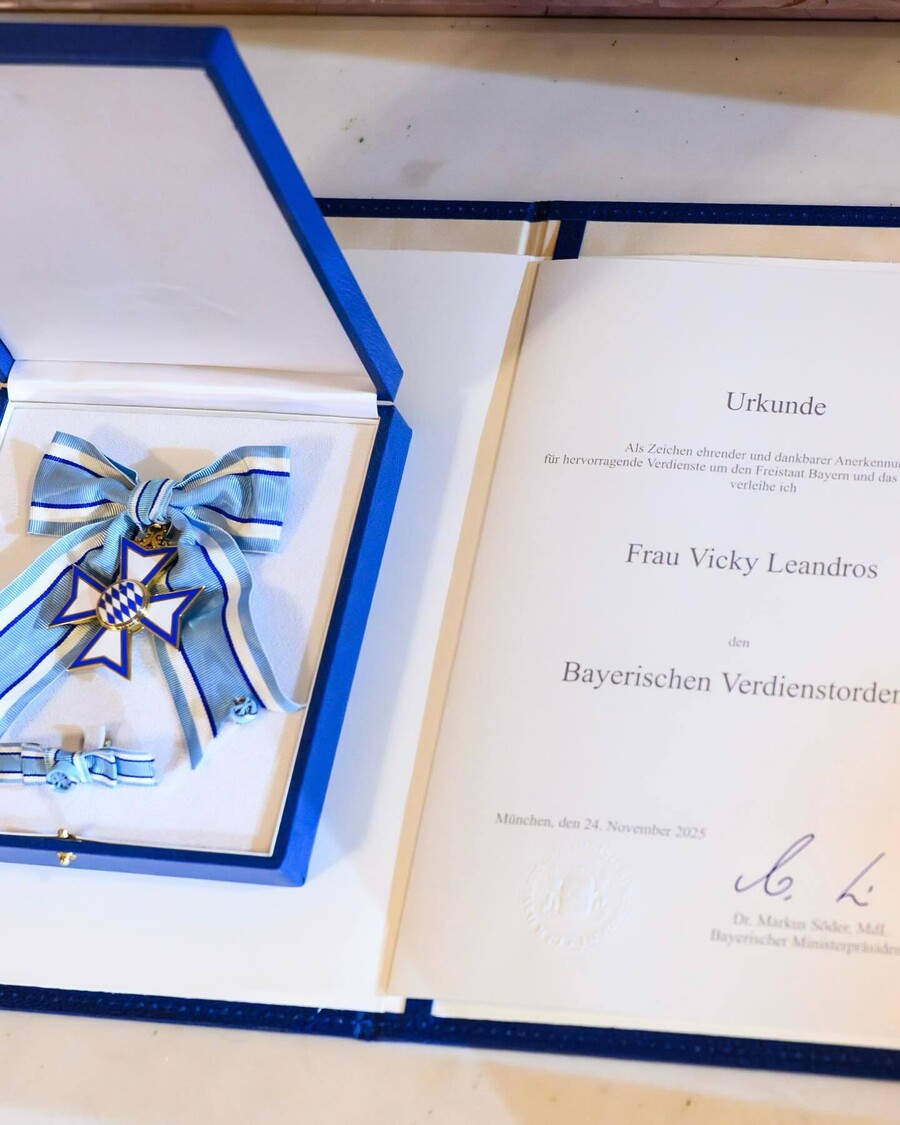 Urkunde
Als Zeichen ehrender und dankbarer Anerkennu
für hervorragende Verdienste um den Freistaat Bayern und das
verleihe ich
Frau Vicky Leandros
den
Bayerischen Verdienstorden
München, den 24. November 2025
Dr. Markus Söder, MdL
Bayerischer Ministerpräsiden